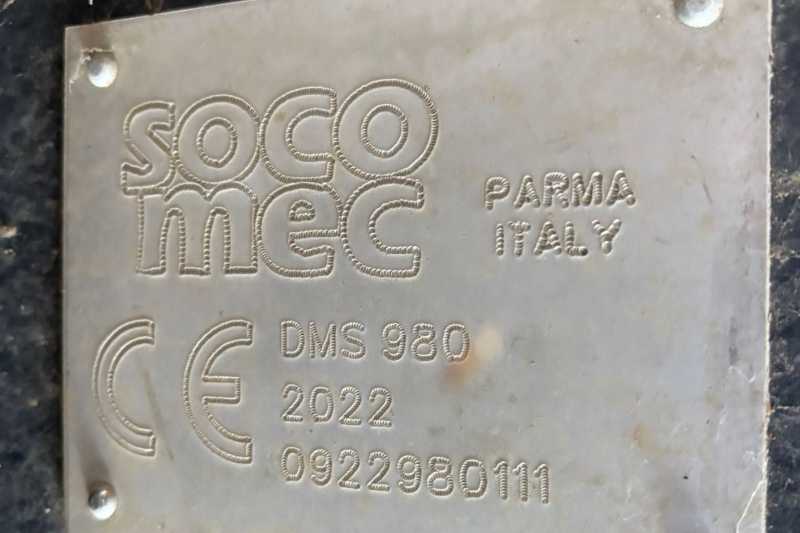 SOCO
mec
PARMA
ITALY
CE
DMS 980
2022
0922980111